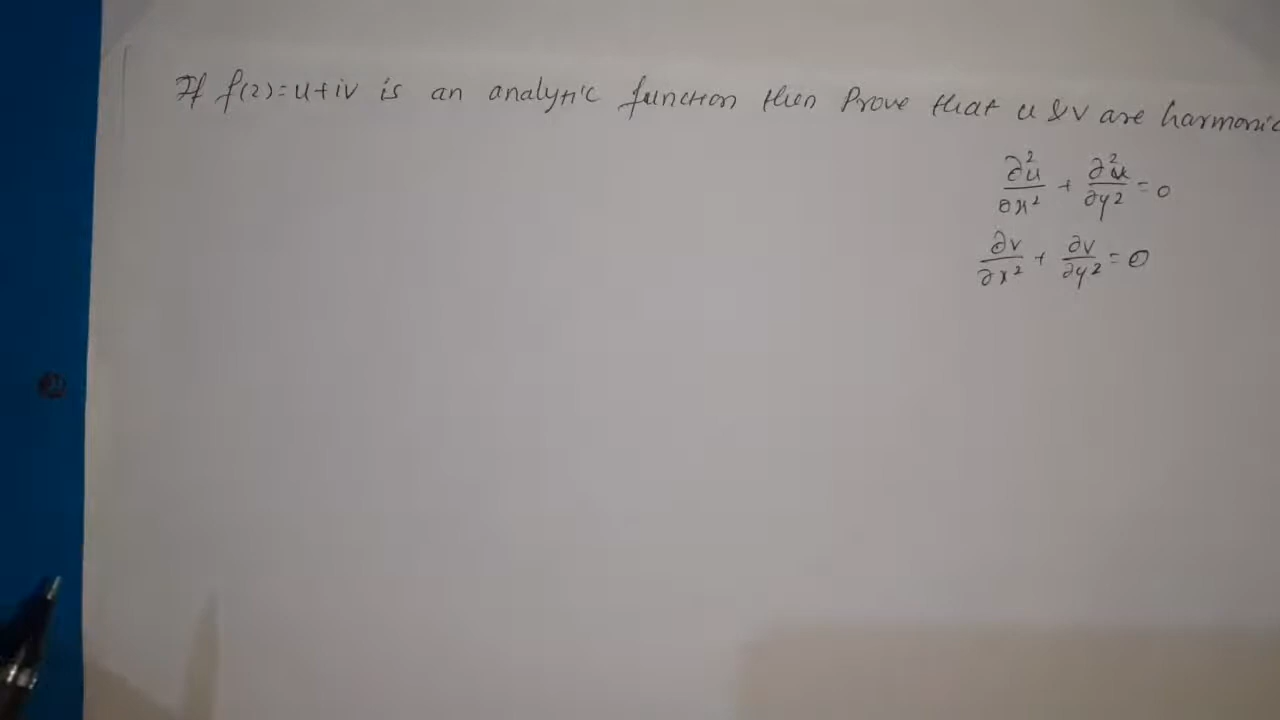 If f(z)=u+iv is an analytic function then Prove that u & v are harmonic
∂²u/∂x² + ∂²u/∂y² = 0
∂v/∂x² + ∂v/∂y² = 0